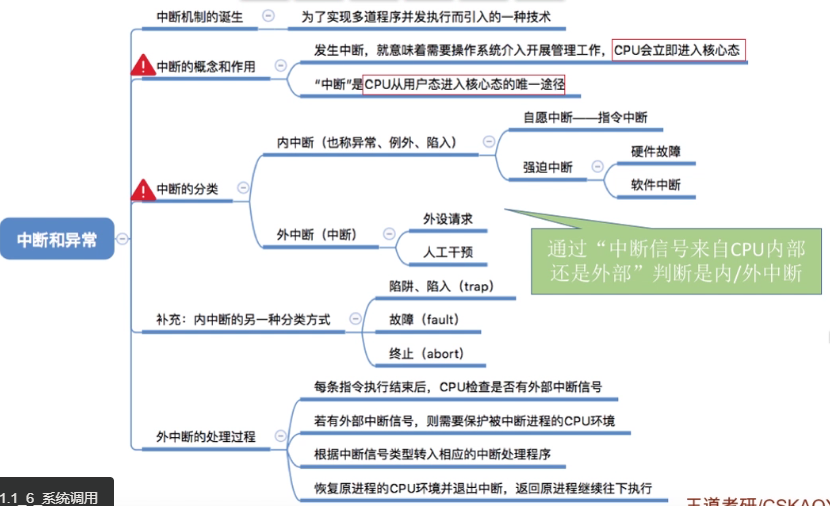 中断机制的诞生
为了实现多道程序并发执行而引入的一种技术
中断的概念和作用
发生中断，就意味着需要操作系统介入开展管理工作，CPU会立即进入核心态
“中断”是CPU从用户态进入核心态的唯一途径
中断和异常
中断的分类
内中断（也称异常、例外、陷入）
自愿中断——指令中断
强迫中断
硬件故障
软件中断
外中断（中断）
外设请求
人工干预
通过“中断信号来自CPU内部
还是外部”判断是内/外中断
补充：内中断的另一种分类方式
陷阱、陷入（trap）
故障（fault）
终止（abort）
外中断的处理过程
每条指令执行结束后，CPU检查是否有外部中断信号
若有外部中断信号，则需要保护被中断进程的CPU环境
根据中断信号类型转入相应的中断处理程序
恢复原进程的CPU环境并退出中断，返回原进程继续往下执行
1.1_6_系统调用
王道考研/CSKAOY